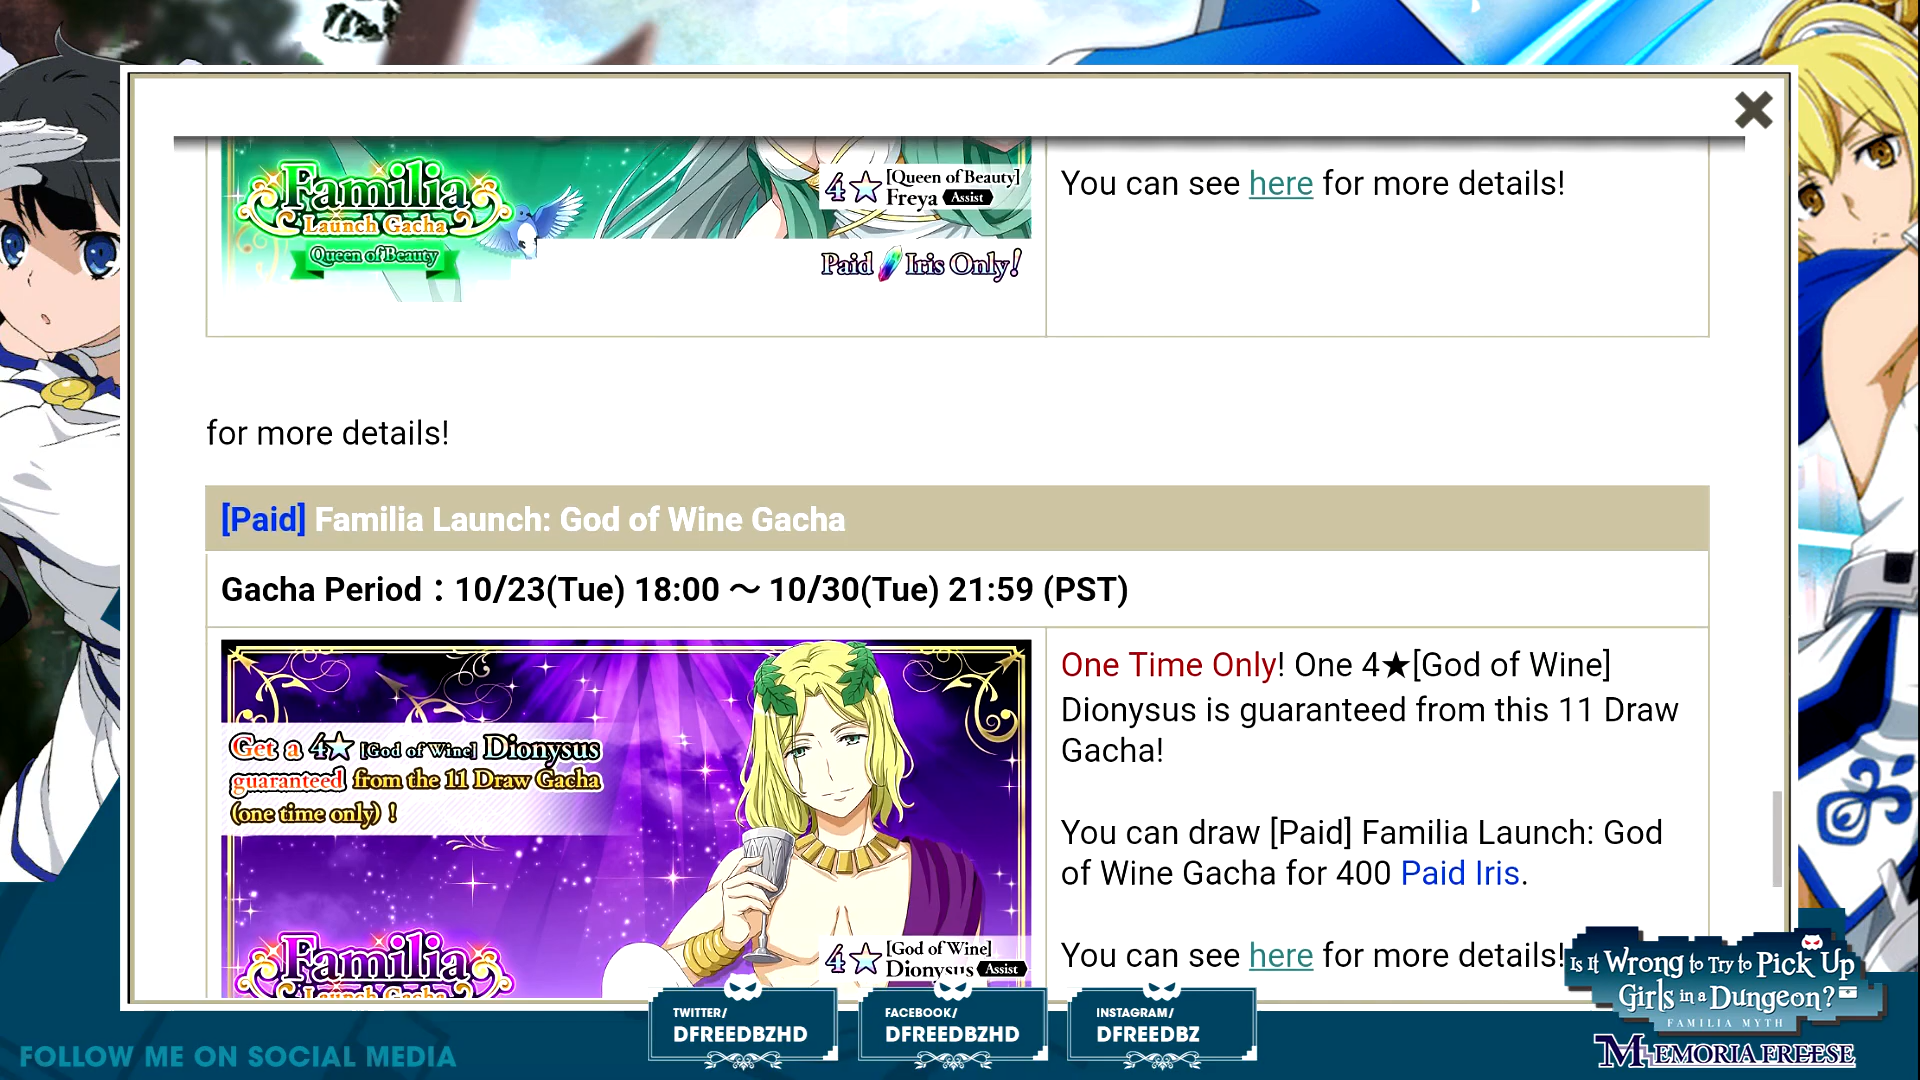 Familia
Launch Gacha
Queen of Beauty
4☆ [Queen of Beauty]
Freya Assist
Paid Iris Only!
You can see here for more details!
for more details!
[Paid] Familia Launch: God of Wine Gacha
Gacha Period：10/23(Tue) 18:00 ～ 10/30(Tue) 21:59 (PST)
Get a 4☆ [God of Wine] Dionysus
guaranteed from the 11 Draw Gacha
(one time only) !
Familia
Launch Gacha
4☆ [God of Wine]
Dionysus Assist
One Time Only! One 4★[God of Wine]
Dionysus is guaranteed from this 11 Draw
Gacha!
You can draw [Paid] Familia Launch: God
of Wine Gacha for 400 Paid Iris.
You can see here for more details!
FOLLOW ME ON SOCIAL MEDIA
TWITTER/
DFREEDBZHD
FACEBOOK/
DFREEDBZHD
INSTAGRAM/
DFREEDBZ
Is It Wrong to Try to Pick Up
Girls in a Dungeon?
FAMILIA MYTH
MEMORIA FREESE